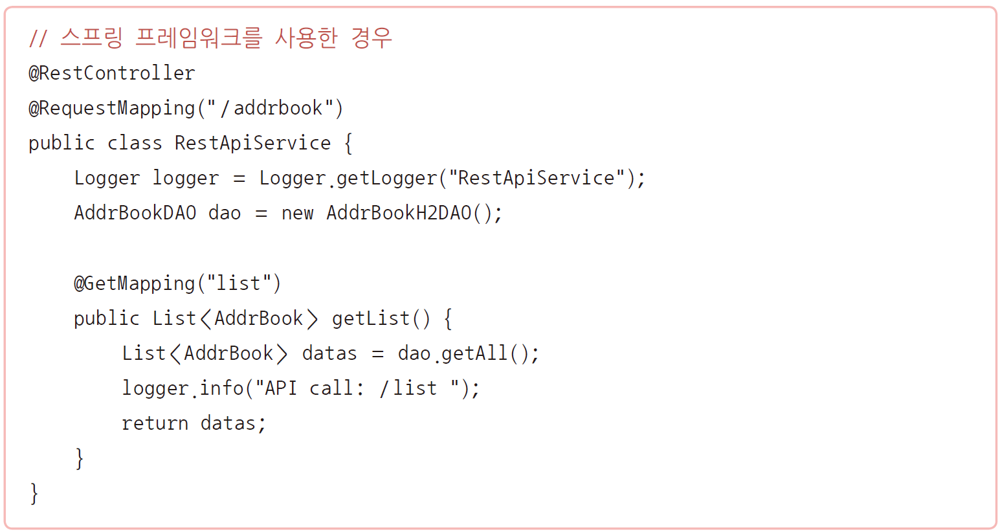 // 스프링 프레임워크를 사용한 경우
@RestController
@RequestMapping("/addrbook")
public class RestApiService {
Logger logger = Logger.getLogger("RestApiService");
AddrBookDAO dao = new AddrBookH2DAO();
@GetMapping("list")
public List<AddrBook> getList() {
List<AddrBook> datas = dao.getAll();
logger.info("API call: /list ");
return datas;
}
}